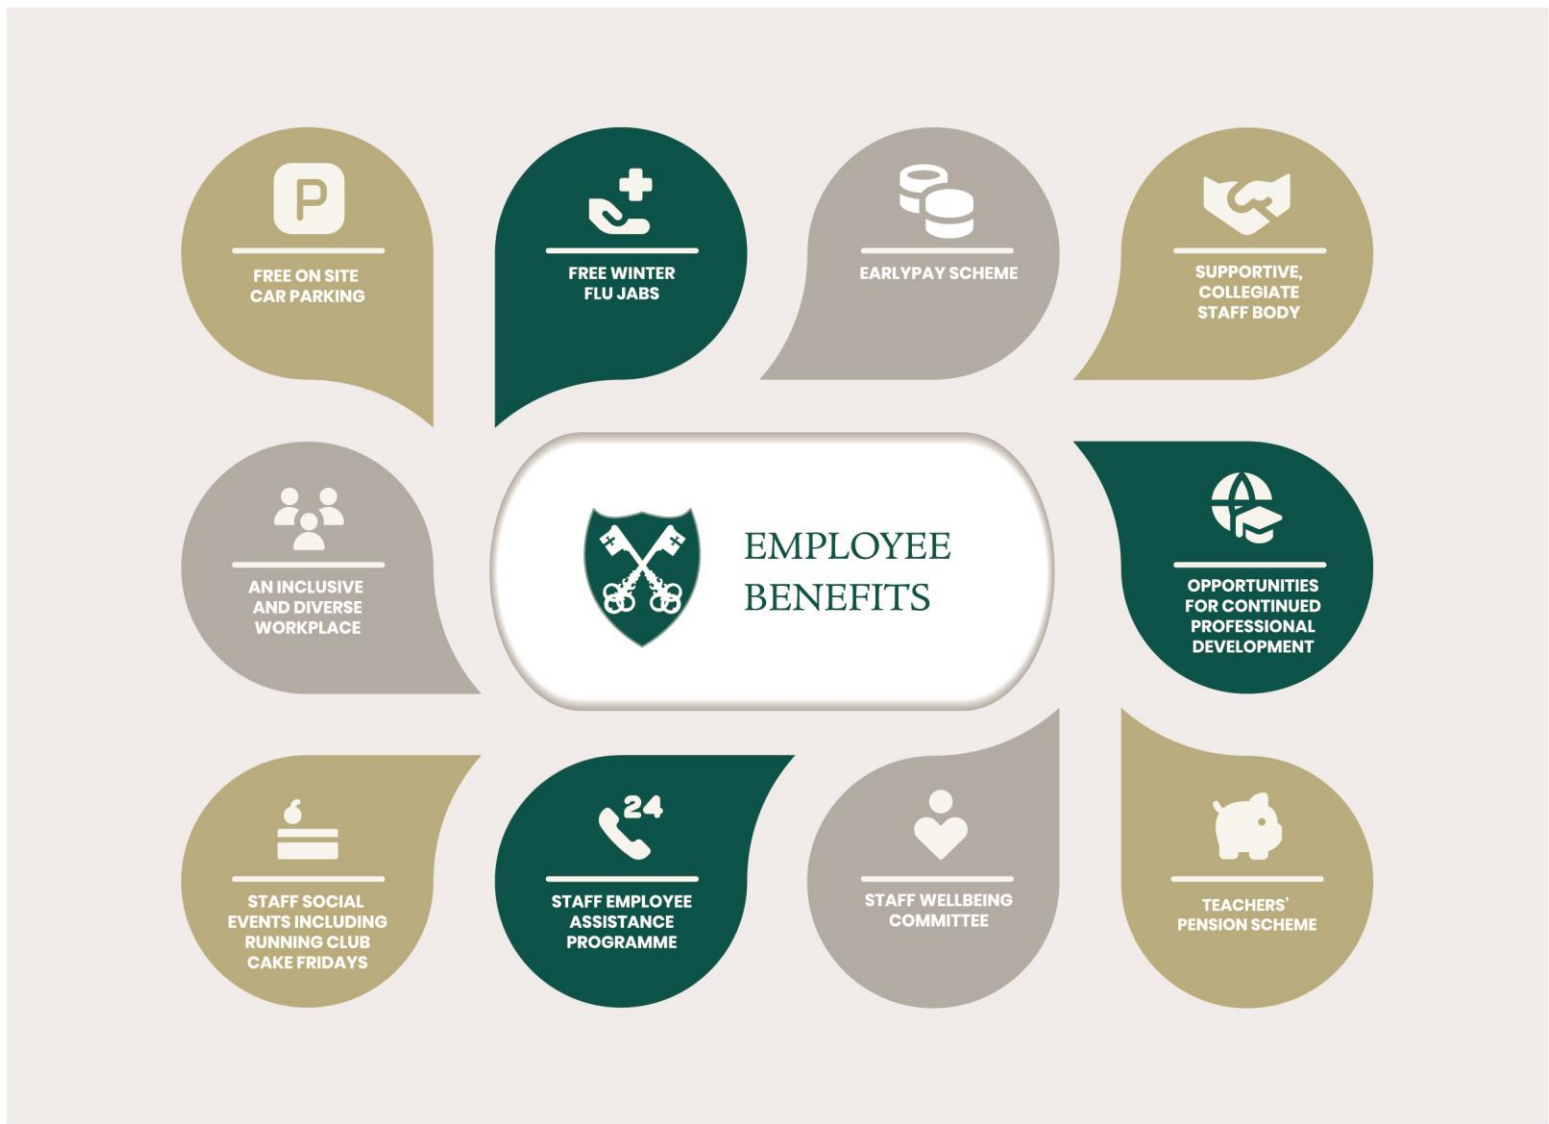 P
FREE ON SITE
CAR PARKING
FREE WINTER
FLU JABS
EARLYPAY SCHEME
SUPPORTIVE,
COLLEGIATE
STAFF BODY
AN INCLUSIVE
AND DIVERSE
WORKPLACE
EMPLOYEE
BENEFITS
OPPORTUNITIES
FOR CONTINUED
PROFESSIONAL
DEVELOPMENT
STAFF SOCIAL
EVENTS INCLUDING
RUNNING CLUB
CAKE FRIDAYS
24
STAFF EMPLOYEE
ASSISTANCE
PROGRAMME
STAFF WELLBEING
COMMITTEE
TEACHERS'
PENSION SCHEME